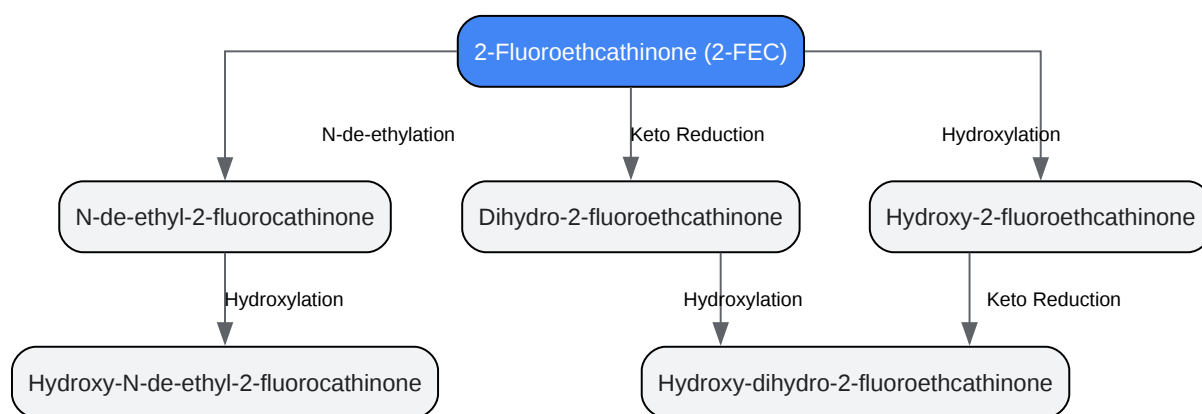 2-Fluoroethcathinone (2-FEC)
N-de-ethylation
Keto Reduction
Hydroxylation
N-de-ethyl-2-fluorocathinone
Dihydro-2-fluoroethcathinone
Hydroxy-2-fluoroethcathinone
Hydroxylation
Hydroxylation
Keto Reduction
Hydroxy-N-de-ethyl-2-fluorocathinone
Hydroxy-dihydro-2-fluoroethcathinone